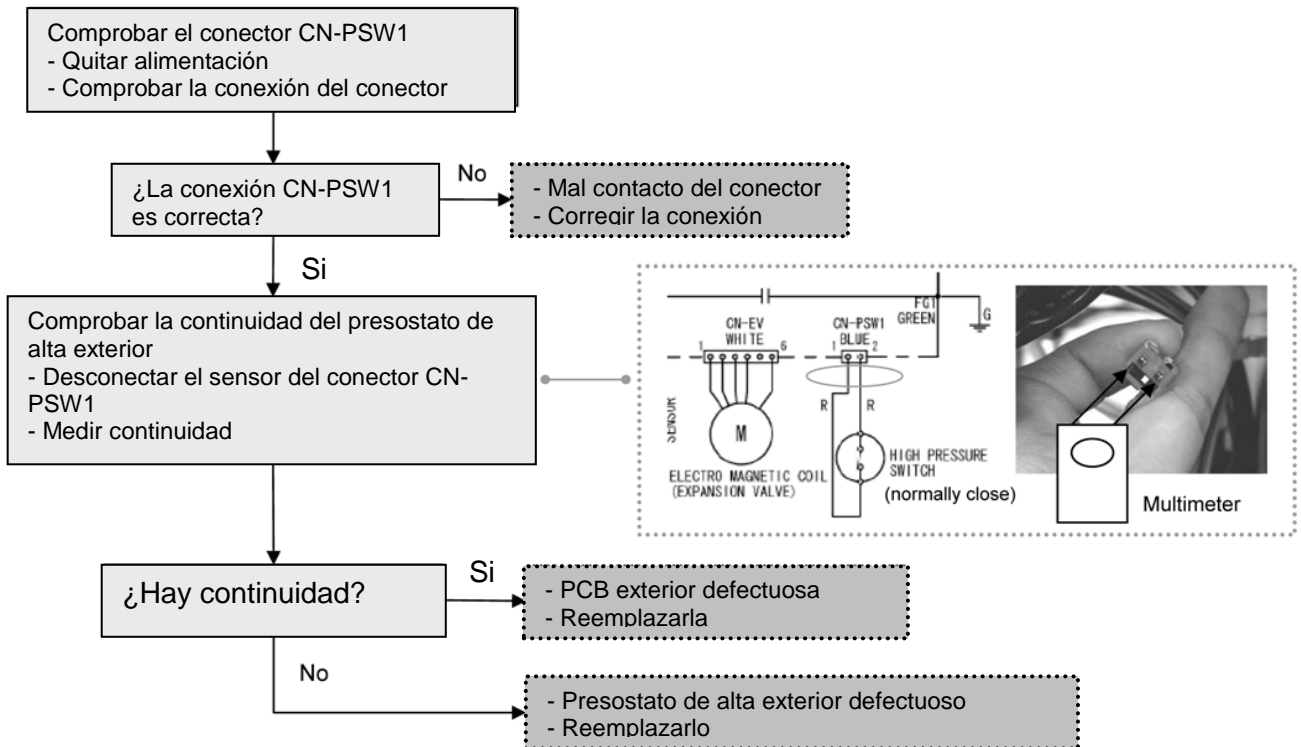 Comprobar el conector CN-PSW1
- Quitar alimentación
- Comprobar la conexión del conector
¿La conexión CN-PSW1
es correcta?
No
- Mal contacto del conector
- Corregir la conexión
Si
Comprobar la continuidad del presostato de
alta exterior
- Desconectar el sensor del conector CN-
PSW1
- Medir continuidad
FG1
GREEN
G
CN-EV
WHITE
1
6
CN-PSW1
BLUE
1
2
SENSOR
R
R
M
ELECTRO MAGNETIC COIL
(EXPANSION VALVE)
HIGH PRESSURE
SWITCH
(normally close)
Multimeter
¿Hay continuidad?
Si
- PCB exterior defectuosa
- Reemplazarla
No
- Presostato de alta exterior defectuoso
- Reemplazarlo